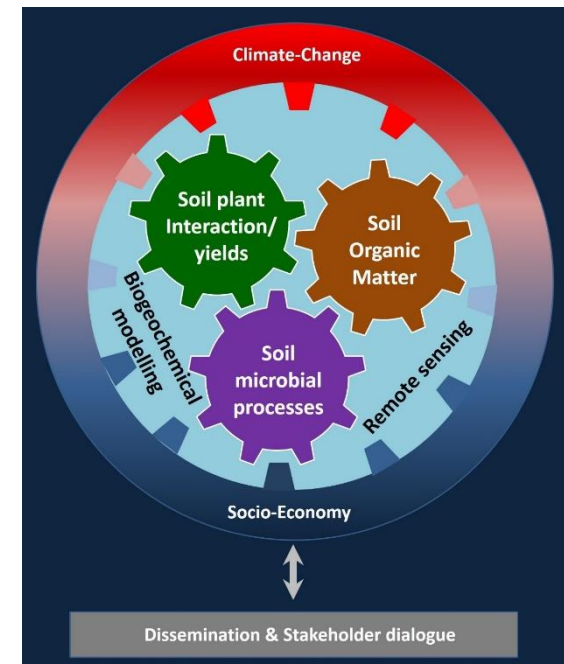 Climate-Change
Soil plant
Interaction/
yields
Soil
Organic
Matter
Biogeochemical
modelling
Soil
microbial
processes
Remote sensing
Socio-Economy
Dissemination & Stakeholder dialogue